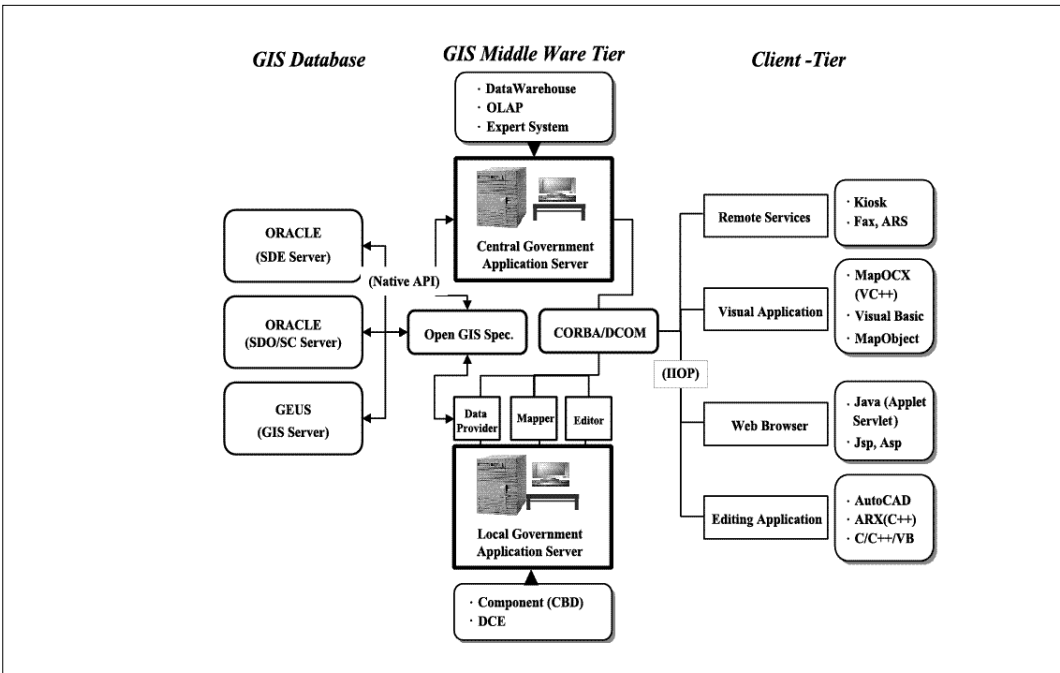 GIS Database
GIS Middle Ware Tier
Client -Tier
· DataWarehouse
· OLAP
· Expert System
Central Government
Application Server
ORACLE
(SDE Server)
(Native API)
ORACLE
(SDO/SC Server)
GEUS
(GIS Server)
Open GIS Spec.
CORBA/DCOM
(IIOP)
Data
Provider
Mapper
Editor
Local Government
Application Server
· Component (CBD)
· DCE
Remote Services
· Kiosk
· Fax, ARS
Visual Application
· MapOCX
(VC++)
· Visual Basic
· MapObject
Web Browser
· Java (Applet
Servlet)
· Jsp, Asp
Editing Application
· AutoCAD
· ARX(C++)
· C/C++/VB